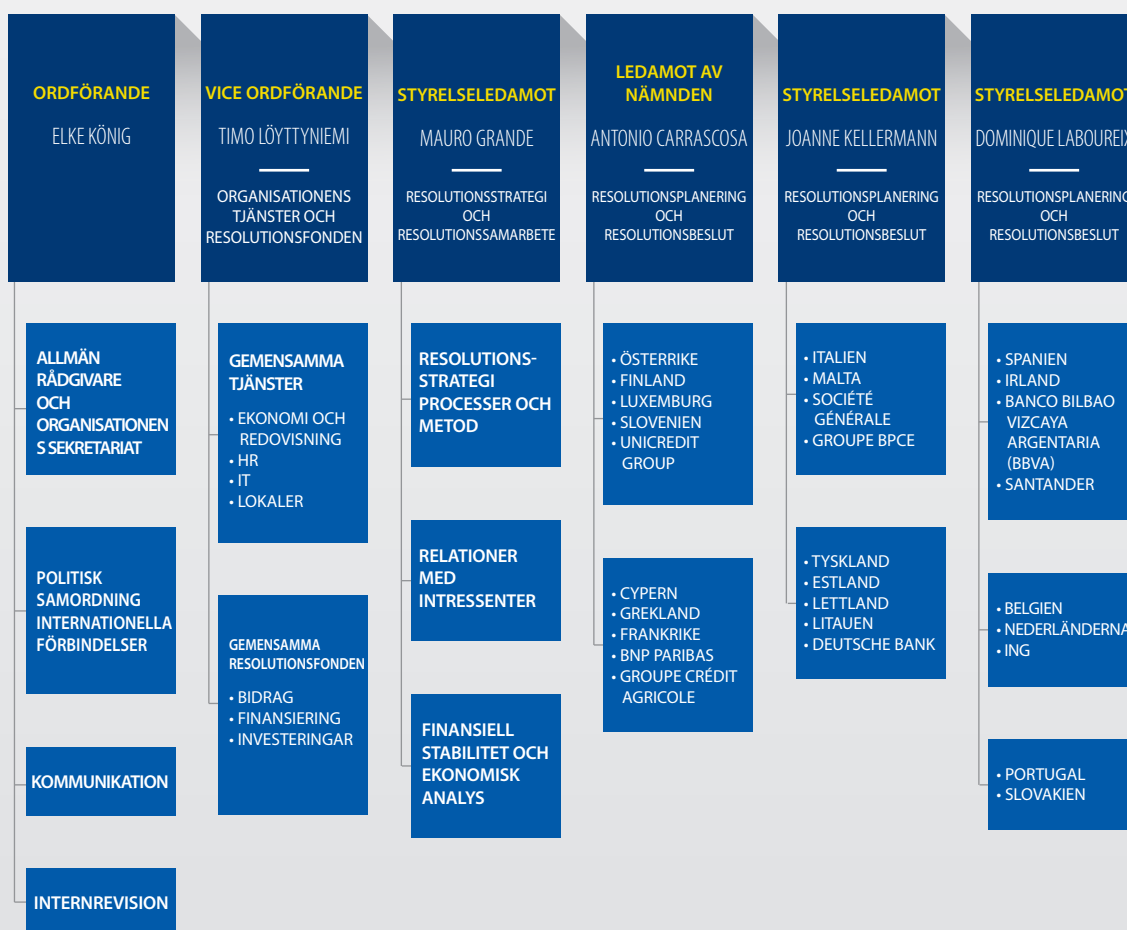 ORDFÖRANDE
ELKE KÖNIG
ALLMÄN
RÅDGIVARE
OCH
ORGANISATIONEN
S SEKRETARIAT
POLITISK
SAMORDNING
INTERNATIONELLA
FÖRBINDELSER
KOMMUNIKATION
INTERNREVISION
VICE ORDFÖRANDE
TIMO LÖYTTYNIEMI
ORGANISATIONENS
TJÄNSTER OCH
RESOLUTIONSFONDEN
GEMENSAMMA
TJÄNSTER
• EKONOMI OCH
REDOVISNING
• HR
• IT
• LOKALER
GEMENSAMMA
RESOLUTIONSFONDEN
• BIDRAG
• FINANSIERING
• INVESTERINGAR
STYRELSELEDAMOT
MAURO GRANDE
RESOLUTIONSSTRATEGI
OCH
RESOLUTIONSSAMARBETE
RESOLUTIONS-
STRATEGI
PROCESSER OCH
METOD
RELATIONER
MED
INTRESSENTER
FINANSIELL
STABILITET OCH
EKONOMISK
ANALYS
LEDAMOT AV
NÄMNDEN
ANTONIO CARRASCOSA
RESOLUTIONSPLANERING
OCH
RESOLUTIONSBESLUT
• ÖSTERRIKE
• FINLAND
• LUXEMBURG
• SLOVENIEN
• UNICREDIT
GROUP
• CYPERN
• GREKLAND
• FRANKRIKE
• BNP PARIBAS
• GROUPE CRÉDIT
AGRICOLE
STYRELSELEDAMOT
JOANNE KELLERMANN
RESOLUTIONSPLANERING
OCH
RESOLUTIONSBESLUT
• ITALIEN
• MALTA
• SOCIÉTÉ
GÉNÉRALE
• GROUPE BPCE
• TYSKLAND
• ESTLAND
• LETTLAND
• LITAUEN
• DEUTSCHE BANK
STYRELSELEDAMOT
DOMINIQUE LABOUREIX
RESOLUTIONSPLANERING
OCH
RESOLUTIONSBESLUT
• SPANIEN
• IRLAND
• BANCO BILBAO
VIZCAYA
ARGENTARIA
(BBVA)
• SANTANDER
• BELGIEN
• NEDERLÄNDERNA
• ING
• PORTUGAL
• SLOVAKIEN